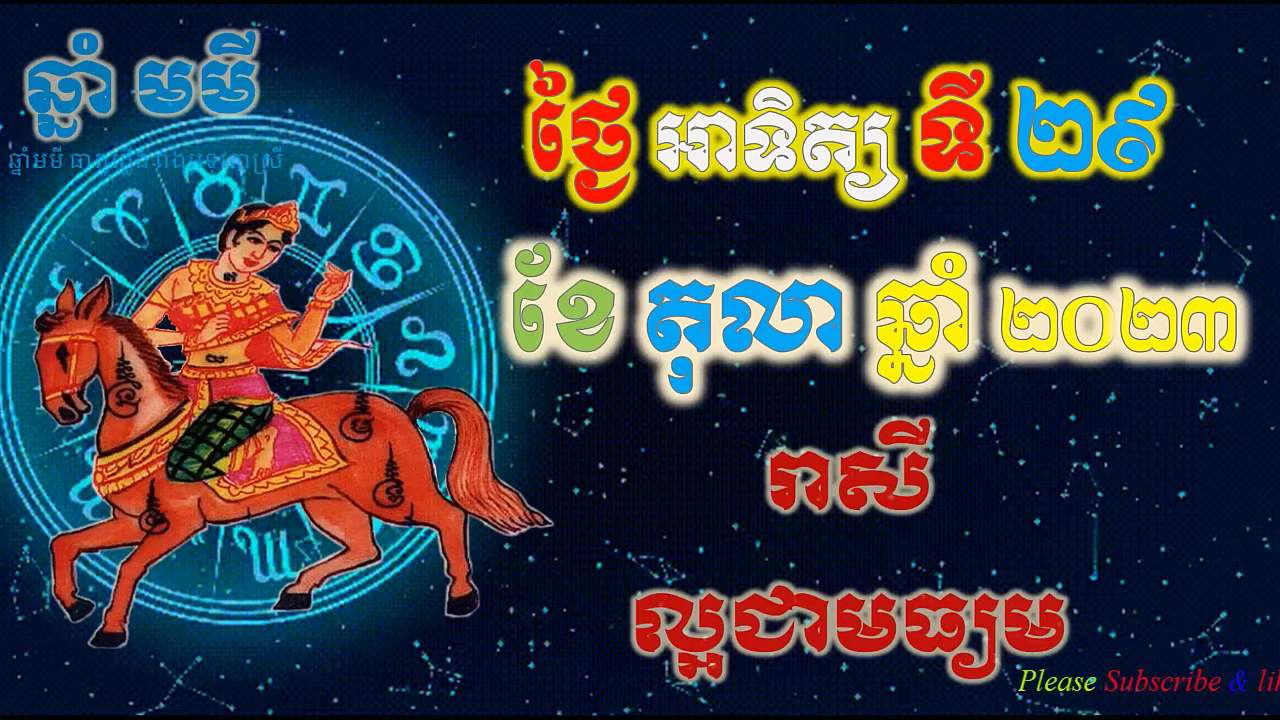 ឆ្នាំ មមី
ថ្ងៃ អាទិត្យ ទី ២៩
ខែ តុលា ឆ្នាំ ២០២៣
រាសី
ល្អជាមធ្យម
Please Subscribe & li